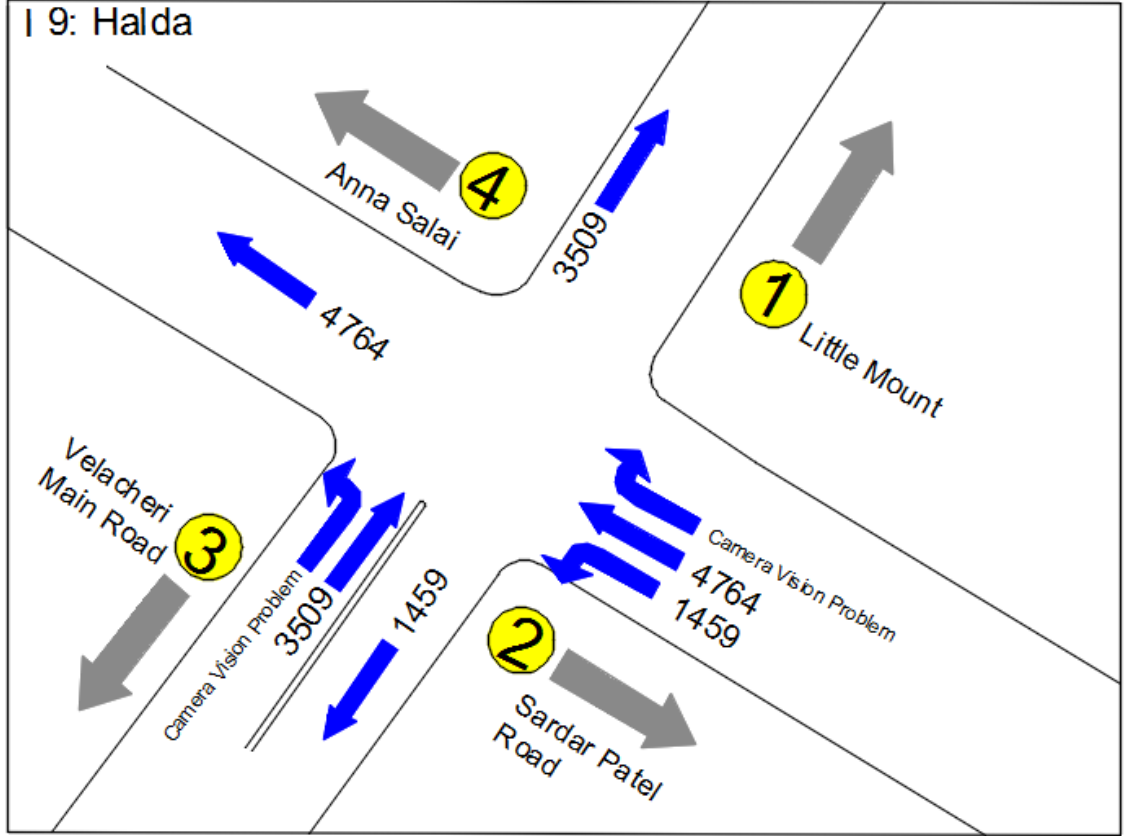 I 9: Halda
4
Anna Salai
3509
1
Little Mount
4764
Velacheri
Main Road
3
Camera Vision Problem
3509
1459
Camera Vision Problem
4764
1459
2
Sardar Patel
Road